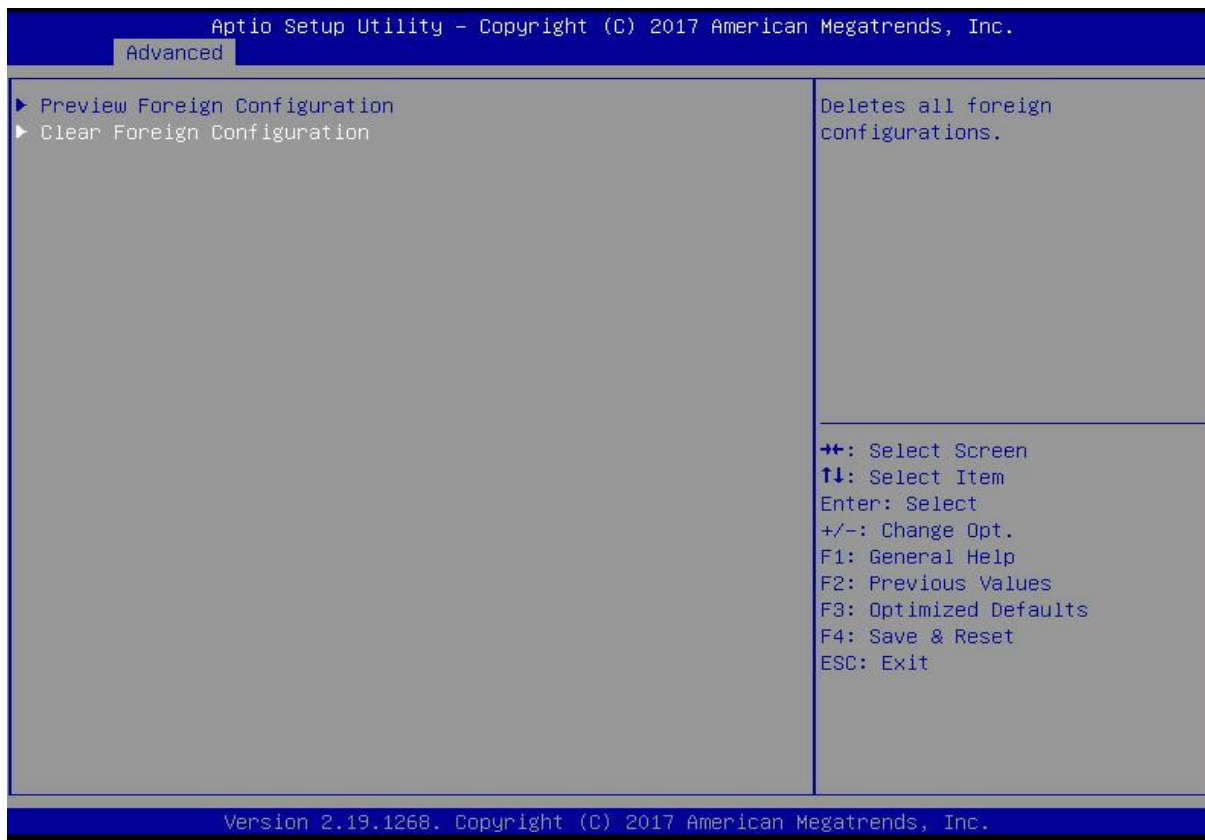 Aptio Setup Utility – Copyright (C) 2017 American Megatrends, Inc.
Advanced
▶ Preview Foreign Configuration
▶ Clear Foreign Configuration
Deletes all foreign
configurations.
→←: Select Screen
↑↓: Select Item
Enter: Select
+/-: Change Opt.
F1: General Help
F2: Previous Values
F3: Optimized Defaults
F4: Save & Reset
ESC: Exit
Version 2.19.1268. Copyright (C) 2017 American Megatrends, Inc.